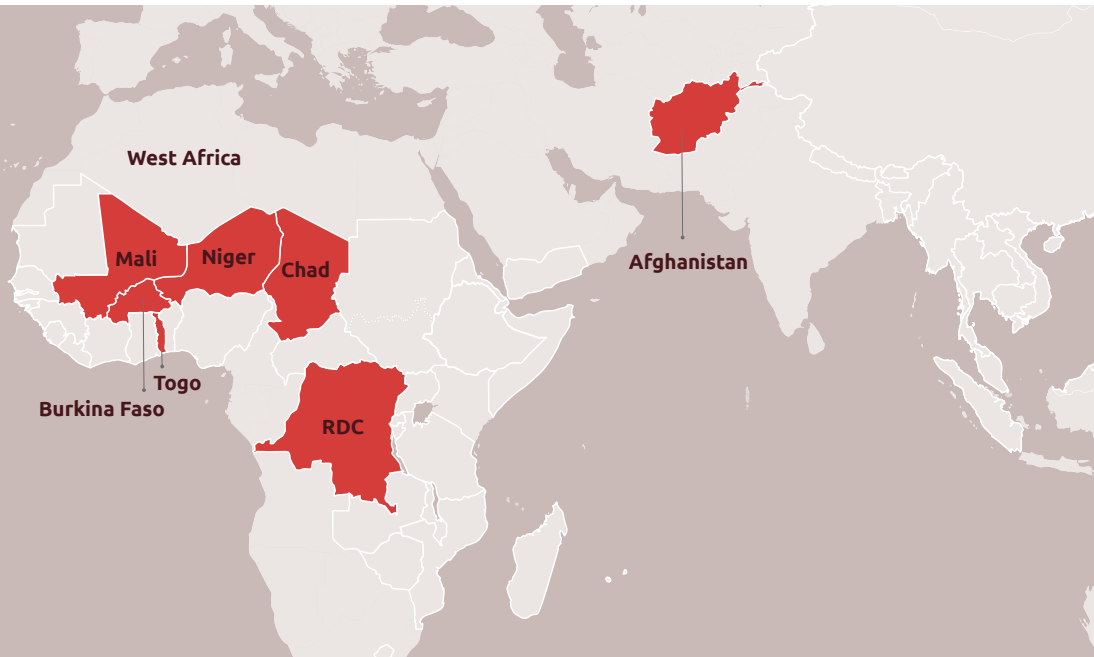 West Africa
Mali
Niger
Chad
Afghanistan
Togo
Burkina Faso
RDC